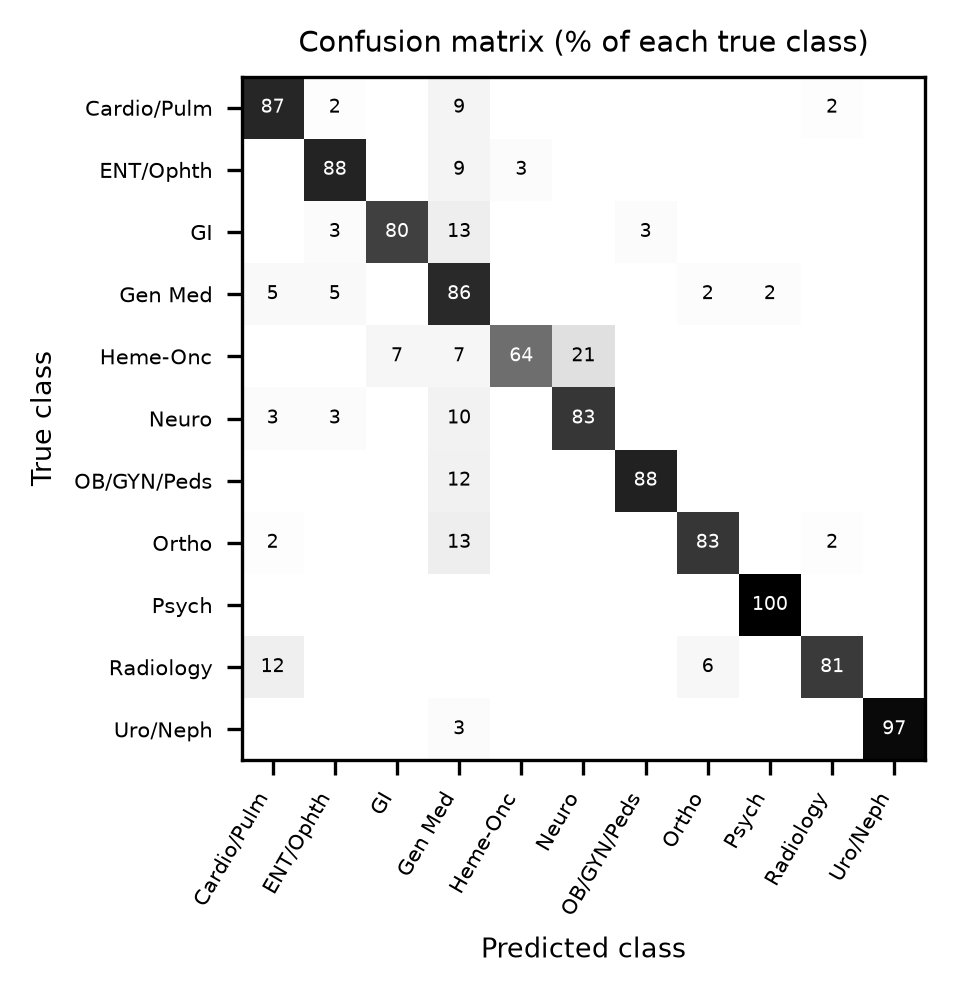 Confusion matrix (% of each true class)
True class
Cardio/Pulm 87 2 9 2
ENT/Ophth 88 9 3
GI 3 80 13 3
Gen Med 5 5 86 2 2
Heme-Onc 7 7 64 21
Neuro 3 3 10 83
OB/GYN/Peds 12 88
Ortho 2 13 83 2
Psych 100
Radiology 12 6 81
Uro/Neph 3 97
Cardio/Pulm ENT/Ophth GI Gen Med Heme-Onc Neuro OB/GYN/Peds Ortho Psych Radiology Uro/Neph
Predicted class